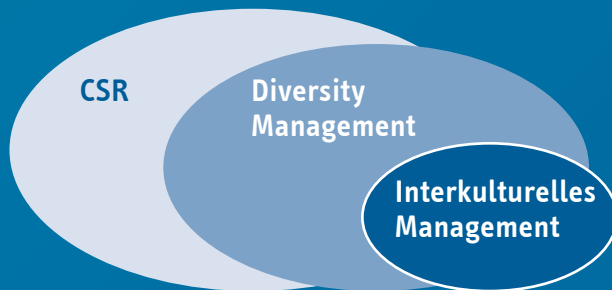 CSR
Diversity
Management
Interkulturelles
Management